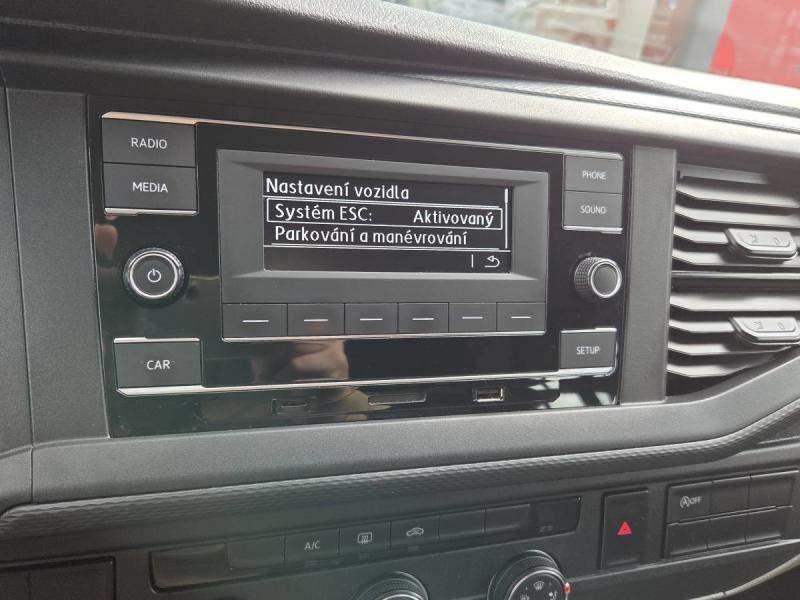 RADIO
MEDIA
CAR
Nastavení vozidla
Systém ESC: Aktivovaný
Parkování a manévrování
PHONE
SOUND
SETUP
A/C
OFF